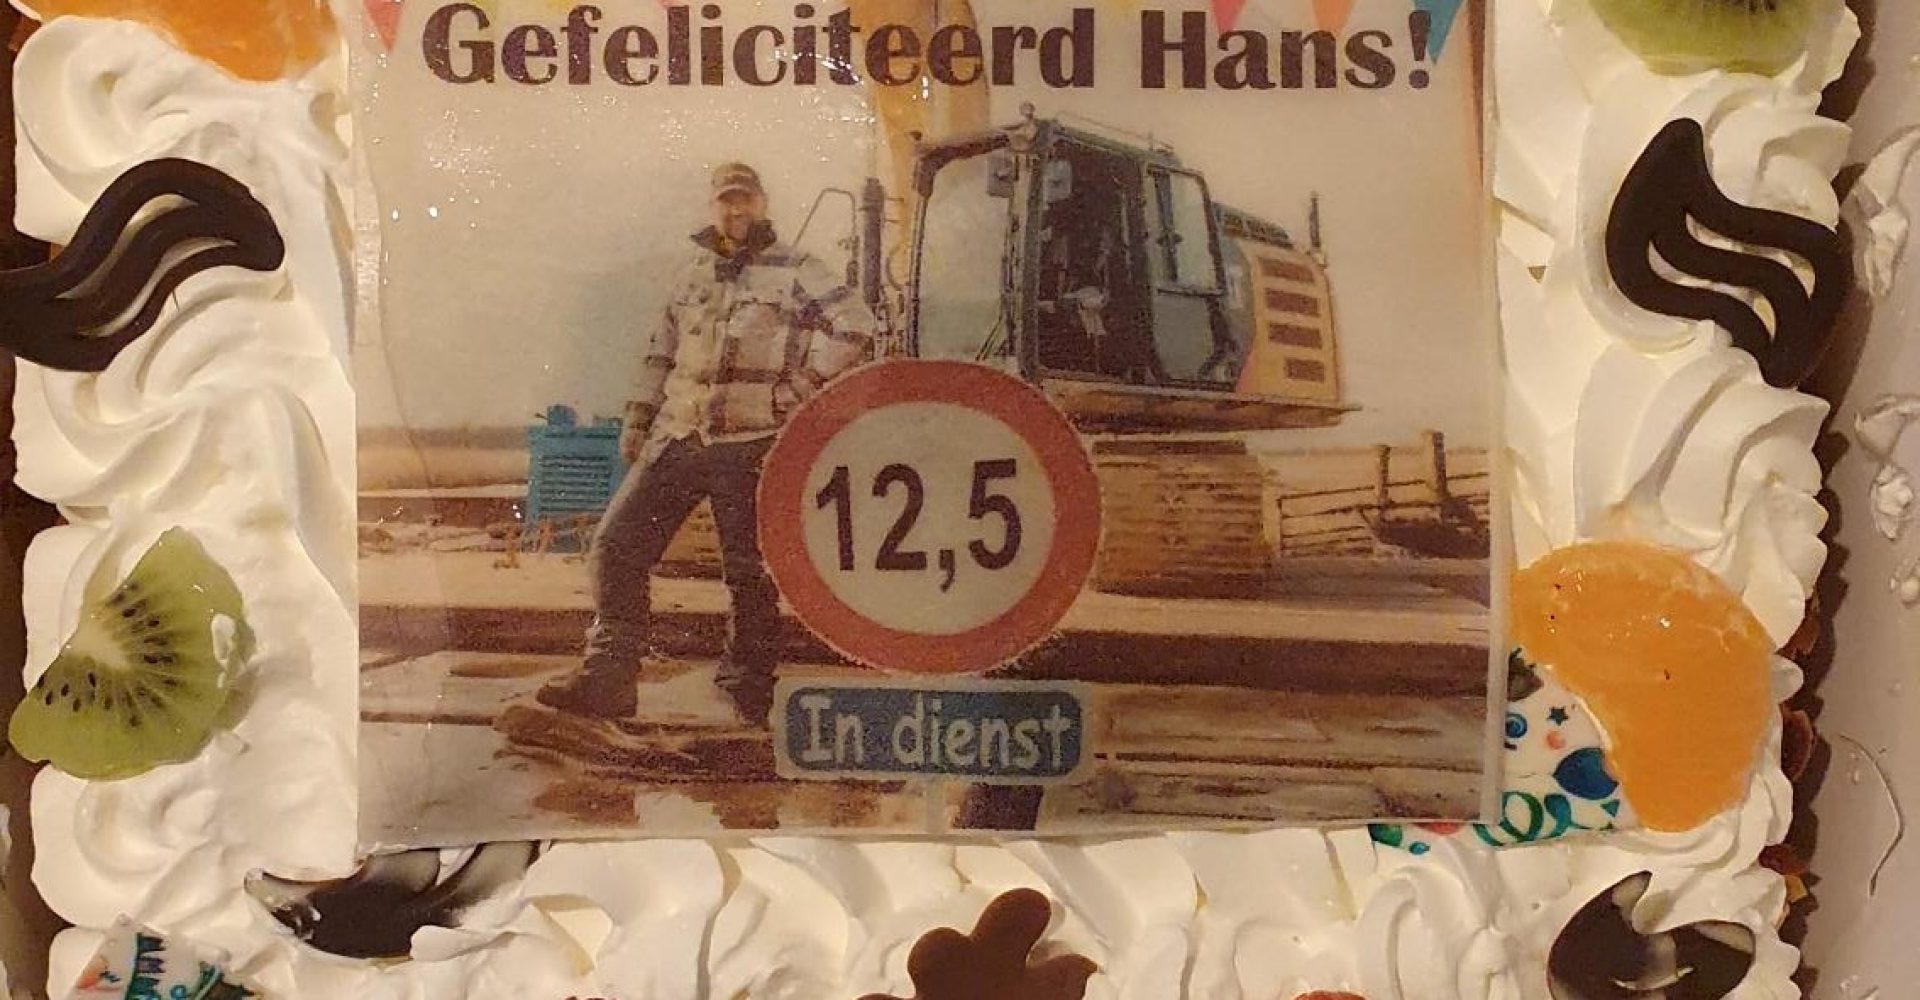 Gefeliciteerd Hans!
12,5
In dienst